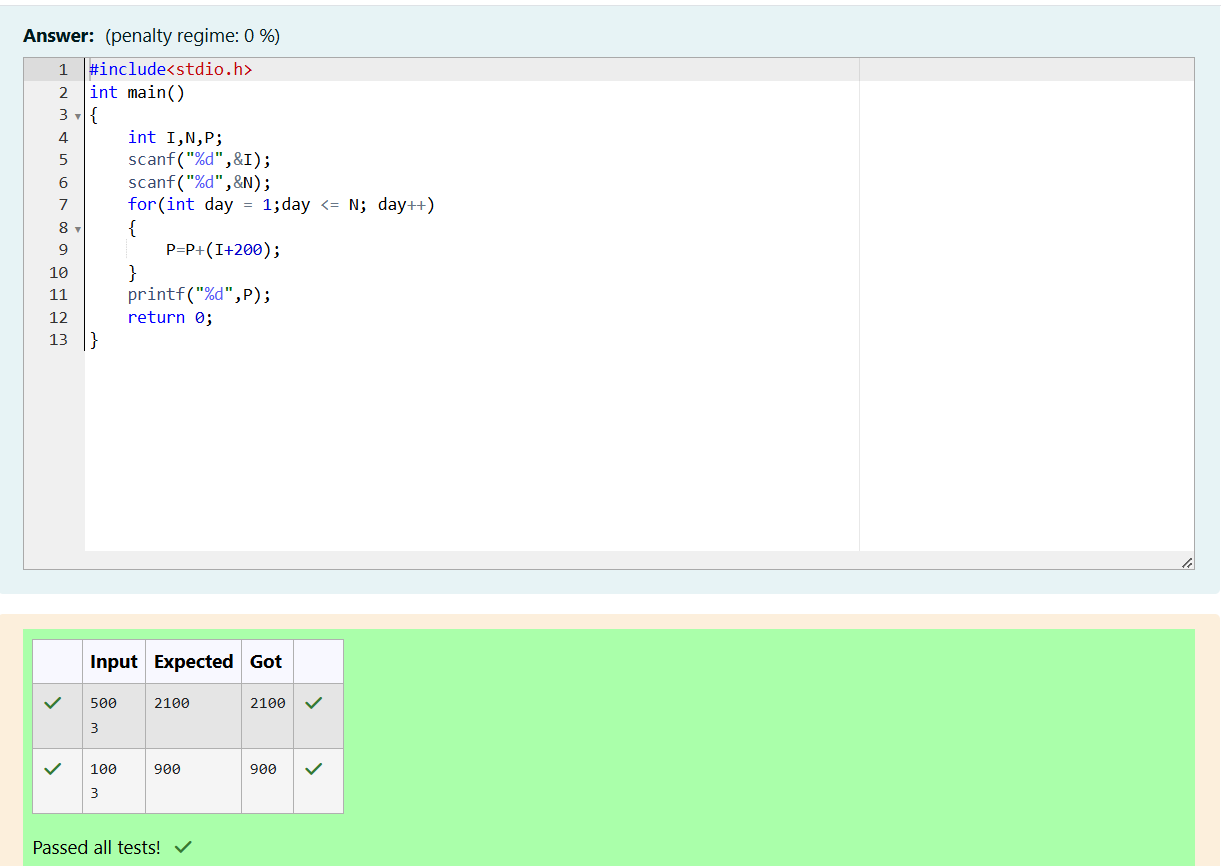 Answer: (penalty regime: 0 %)
1 #include<stdio.h>
2 int main()
3 {
4     int I,N,P;
5     scanf("%d",&I);
6     scanf("%d",&N);
7     for(int day = 1;day <= N; day++)
8     {
9         P=P+(I+200);
10     }
11     printf("%d",P);
12     return 0;
13 }
Input Expected Got
500 2100 2100
3
100 900 900
3
Passed all tests!